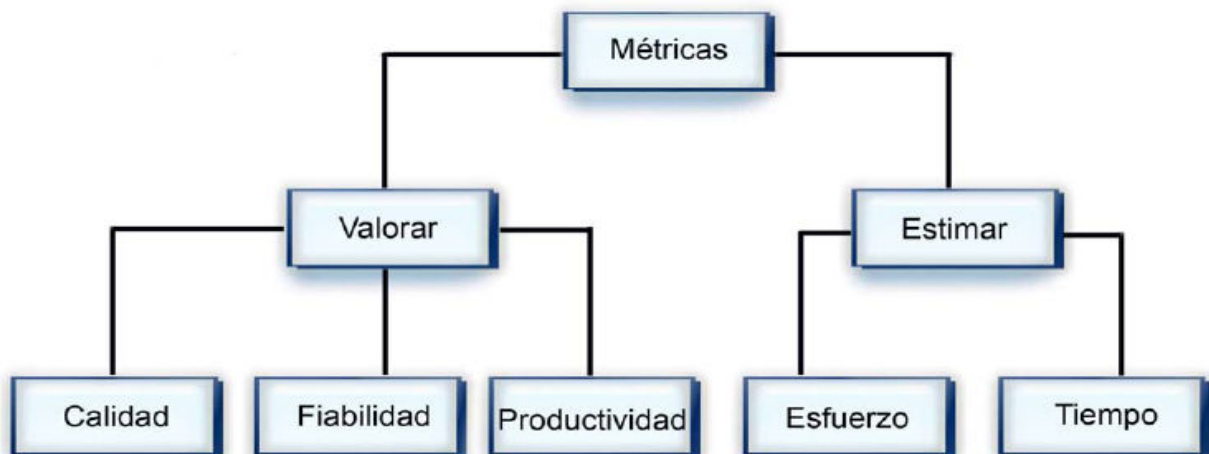 Métricas
Valorar
Estimar
Calidad
Fiabilidad
Productividad
Esfuerzo
Tiempo